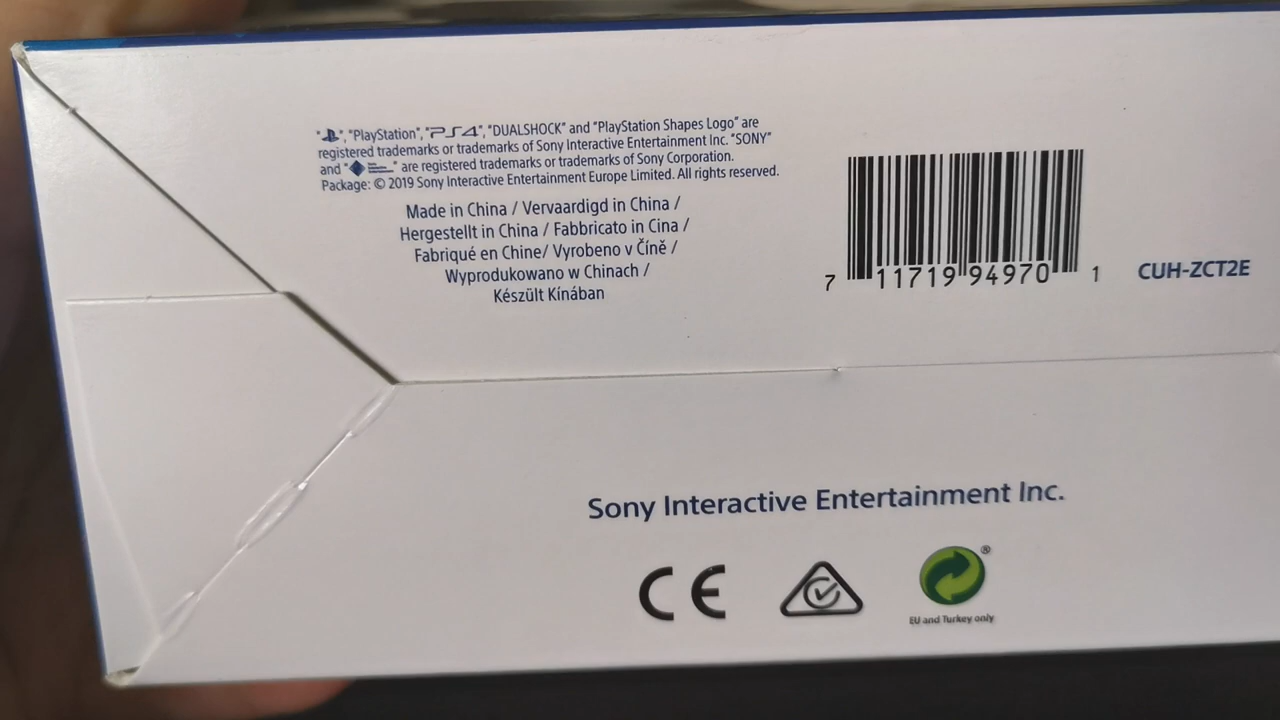 "PlayStation", "PS4", "DUALSHOCK" and "PlayStation Shapes Logo" are
registered trademarks or trademarks of Sony Interactive Entertainment Inc. "SONY"
and " " are registered trademarks or trademarks of Sony Corporation.
Package: © 2019 Sony Interactive Entertainment Europe Limited. All rights reserved.
Made in China / Vervaardigd in China /
Hergestellt in China / Fabbricato in Cina /
Fabriqué en Chine/ Vyrobeno v Číně /
Wyprodukowano w Chinach /
Készült Kínában
7 11719 94970 1
CUH-ZCT2E
Sony Interactive Entertainment Inc.
CE
®
EU and Turkey only